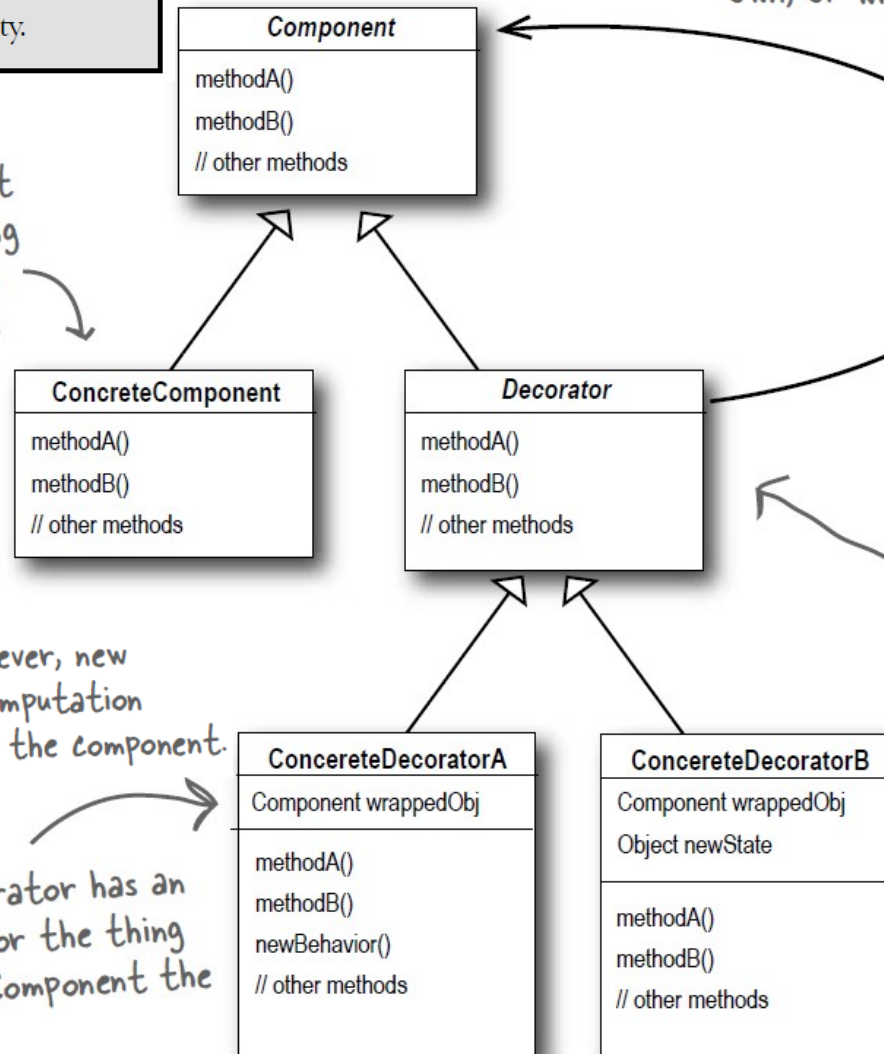 ty.
Component
methodA()
methodB()
// other methods
ConcreteComponent
methodA()
methodB()
// other methods
Decorator
methodA()
methodB()
// other methods
ever, new
mputation
the component.
rator has an
or the thing
Component the
ConcereteDecoratorA
Component wrappedObj
methodA()
methodB()
newBehavior()
// other methods
ConcereteDecoratorB
Component wrappedObj
Object newState
methodA()
methodB()
// other methods